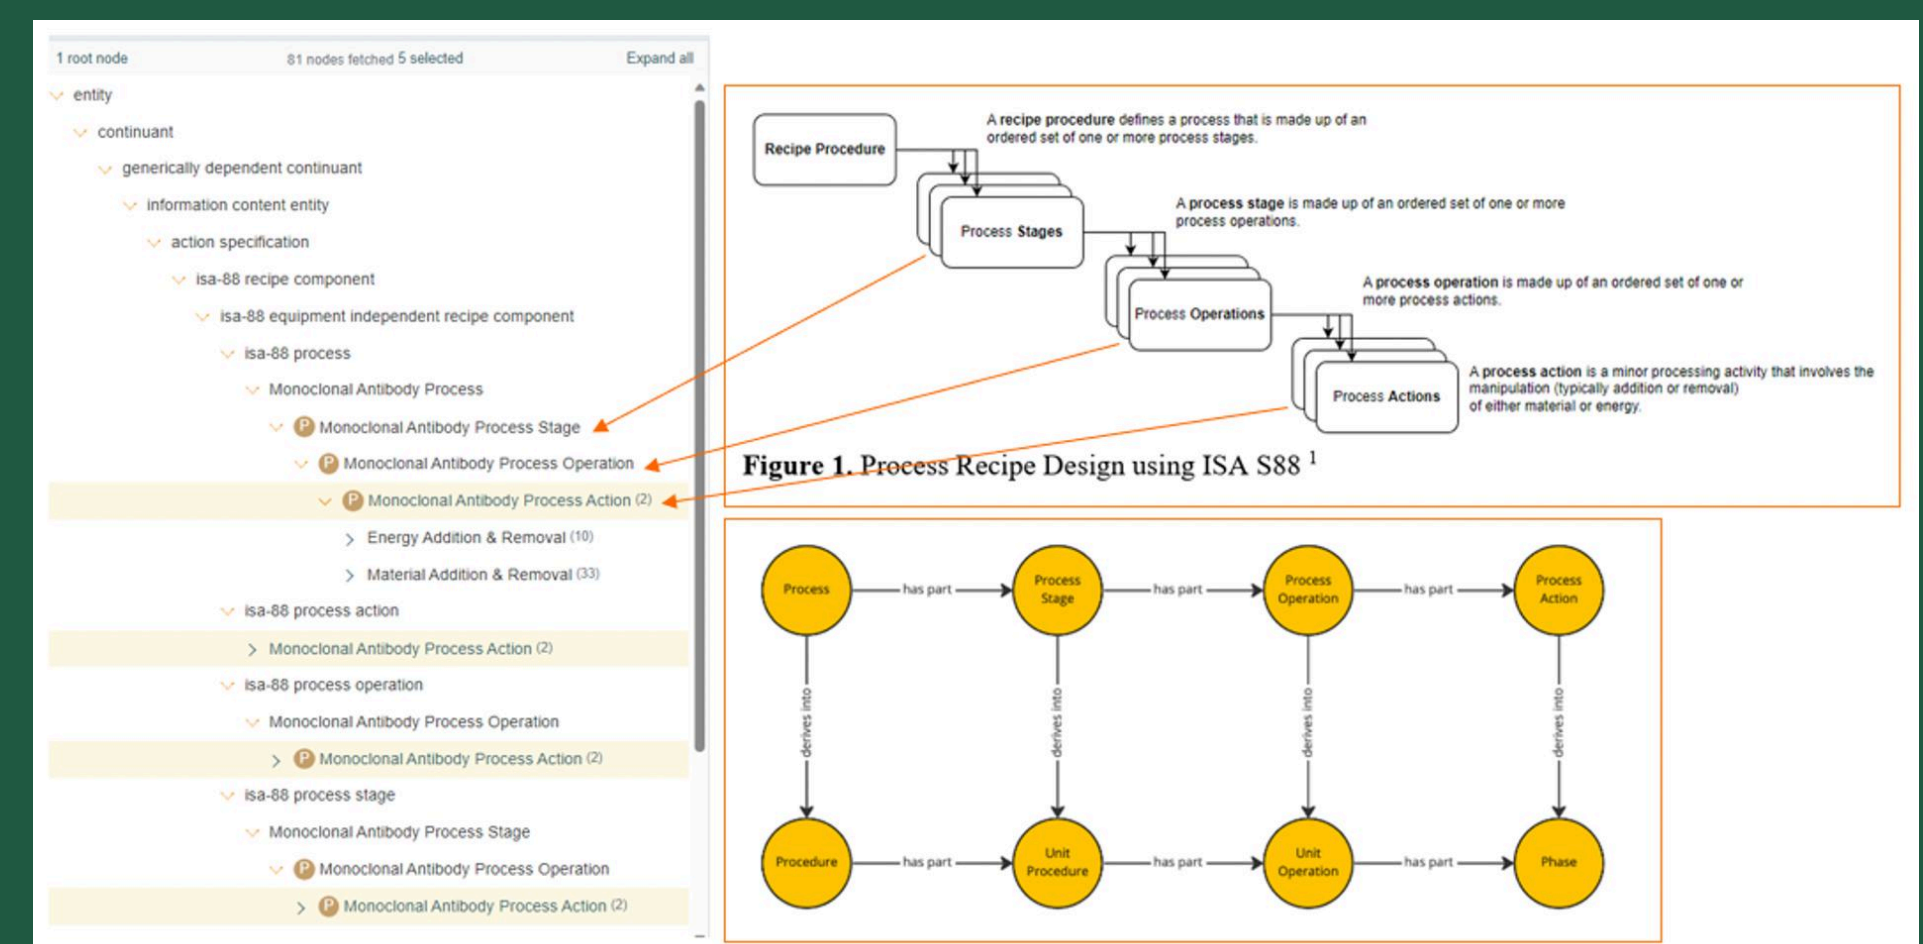 1 root node
81 nodes fetched 5 selected
Expand all
entity
continuant
generically dependent continuant
information content entity
action specification
isa-88 recipe component
isa-88 equipment independent recipe component
isa-88 process
Monoclonal Antibody Process
P Monoclonal Antibody Process Stage
P Monoclonal Antibody Process Operation
P Monoclonal Antibody Process Action (2)
Energy Addition & Removal (10)
Material Addition & Removal (33)
isa-88 process action
Monoclonal Antibody Process Action (2)
isa-88 process operation
Monoclonal Antibody Process Operation
P Monoclonal Antibody Process Action (2)
isa-88 process stage
Monoclonal Antibody Process Stage
P Monoclonal Antibody Process Operation
P Monoclonal Antibody Process Action (2)
Recipe Procedure
A recipe procedure defines a process that is made up of an
ordered set of one or more process stages.
Process Stages
A process stage is made up of an ordered set of one or more
process operations.
Process Operations
A process operation is made up of an ordered set of one or
more process actions.
Process Actions
A process action is a minor processing activity that involves the
manipulation (typically addition or removal)
of either material or energy.
Figure 1. Process Recipe Design using ISA S88 1
Process
has part
Process
Stage
has part
Process
Operation
has part
Process
Action
derives into
derives into
derives into
derives into
Procedure
has part
Unit
Procedure
has part
Unit
Operation
has part
Phase